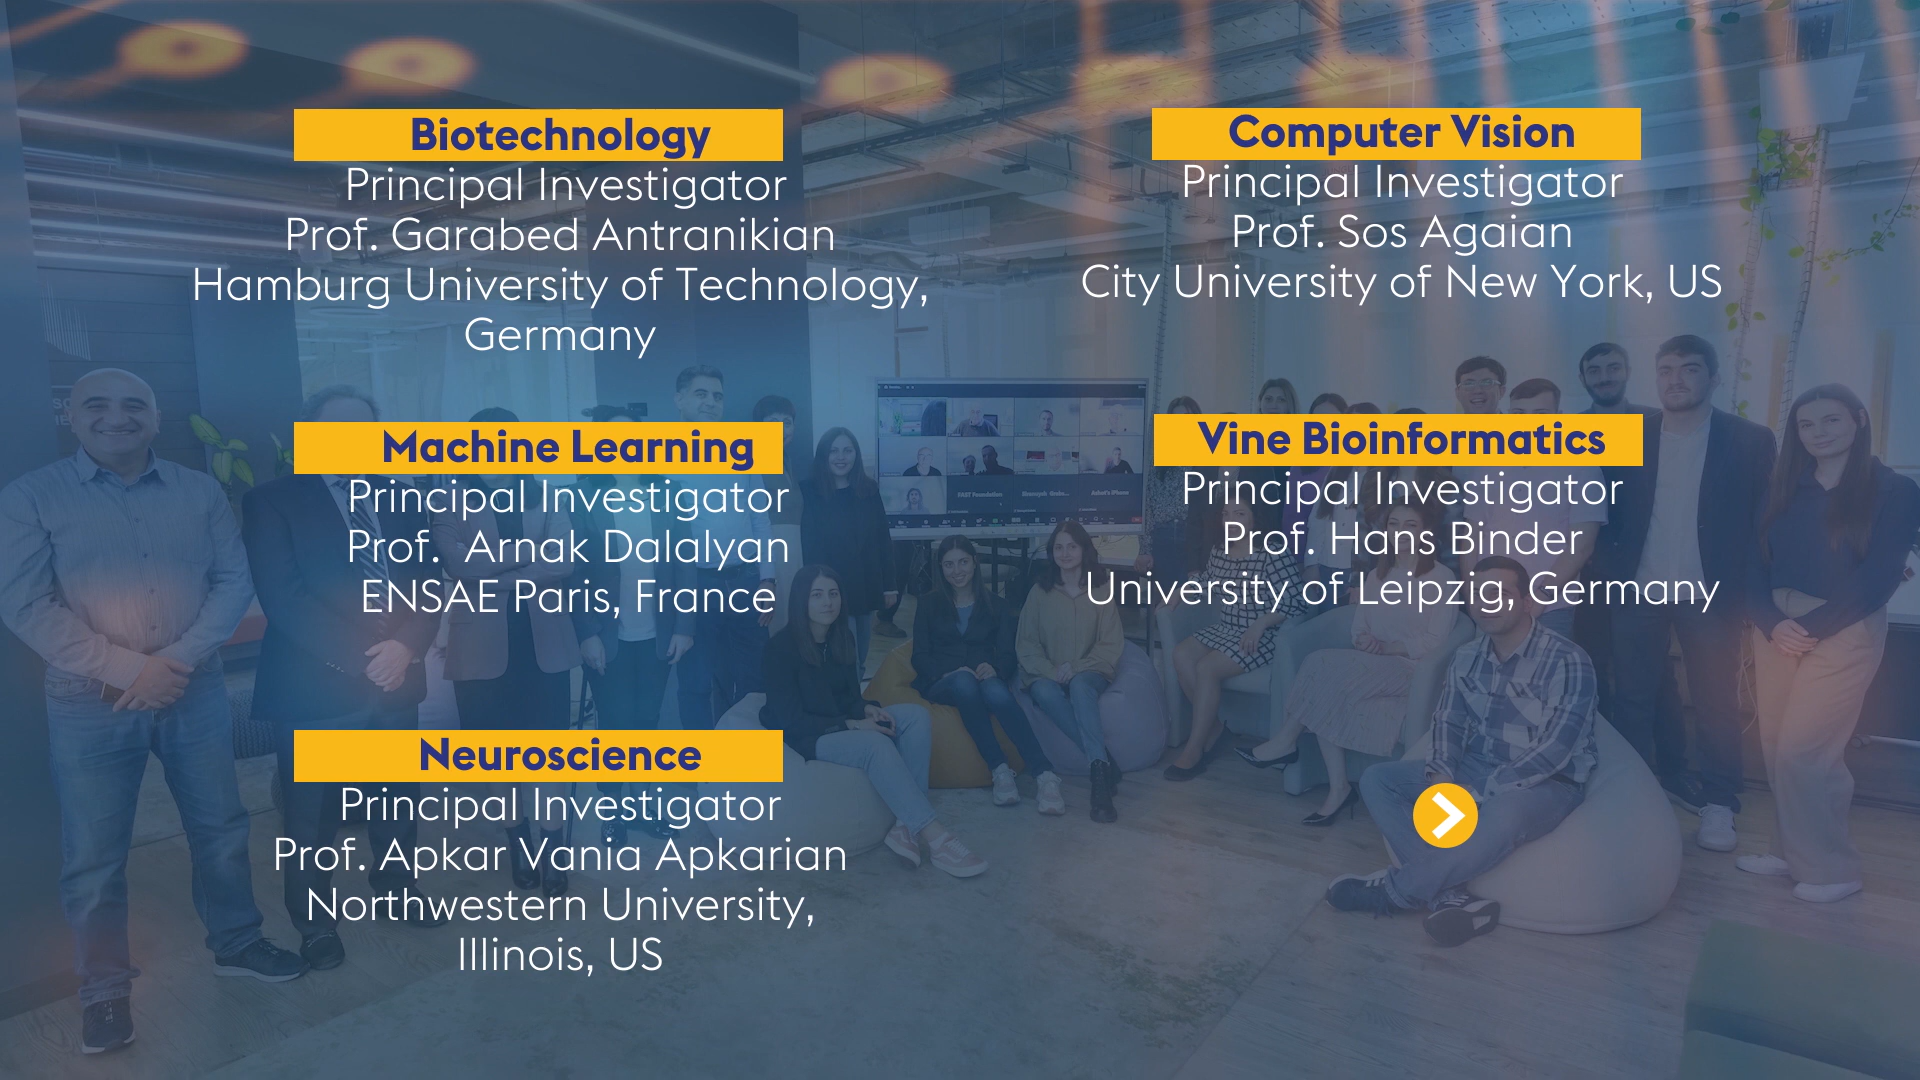 Biotechnology
Principal Investigator
Prof. Garabed Antranikian
Hamburg University of Technology,
Germany
Computer Vision
Principal Investigator
Prof. Sos Agaian
City University of New York, US
Machine Learning
Principal Investigator
Prof. Arnak Dalalyan
ENSAE Paris, France
Vine Bioinformatics
Principal Investigator
Prof. Hans Binder
University of Leipzig, Germany
Neuroscience
Principal Investigator
Prof. Apkar Vania Apkarian
Northwestern University,
Illinois, US
FAST Foundation